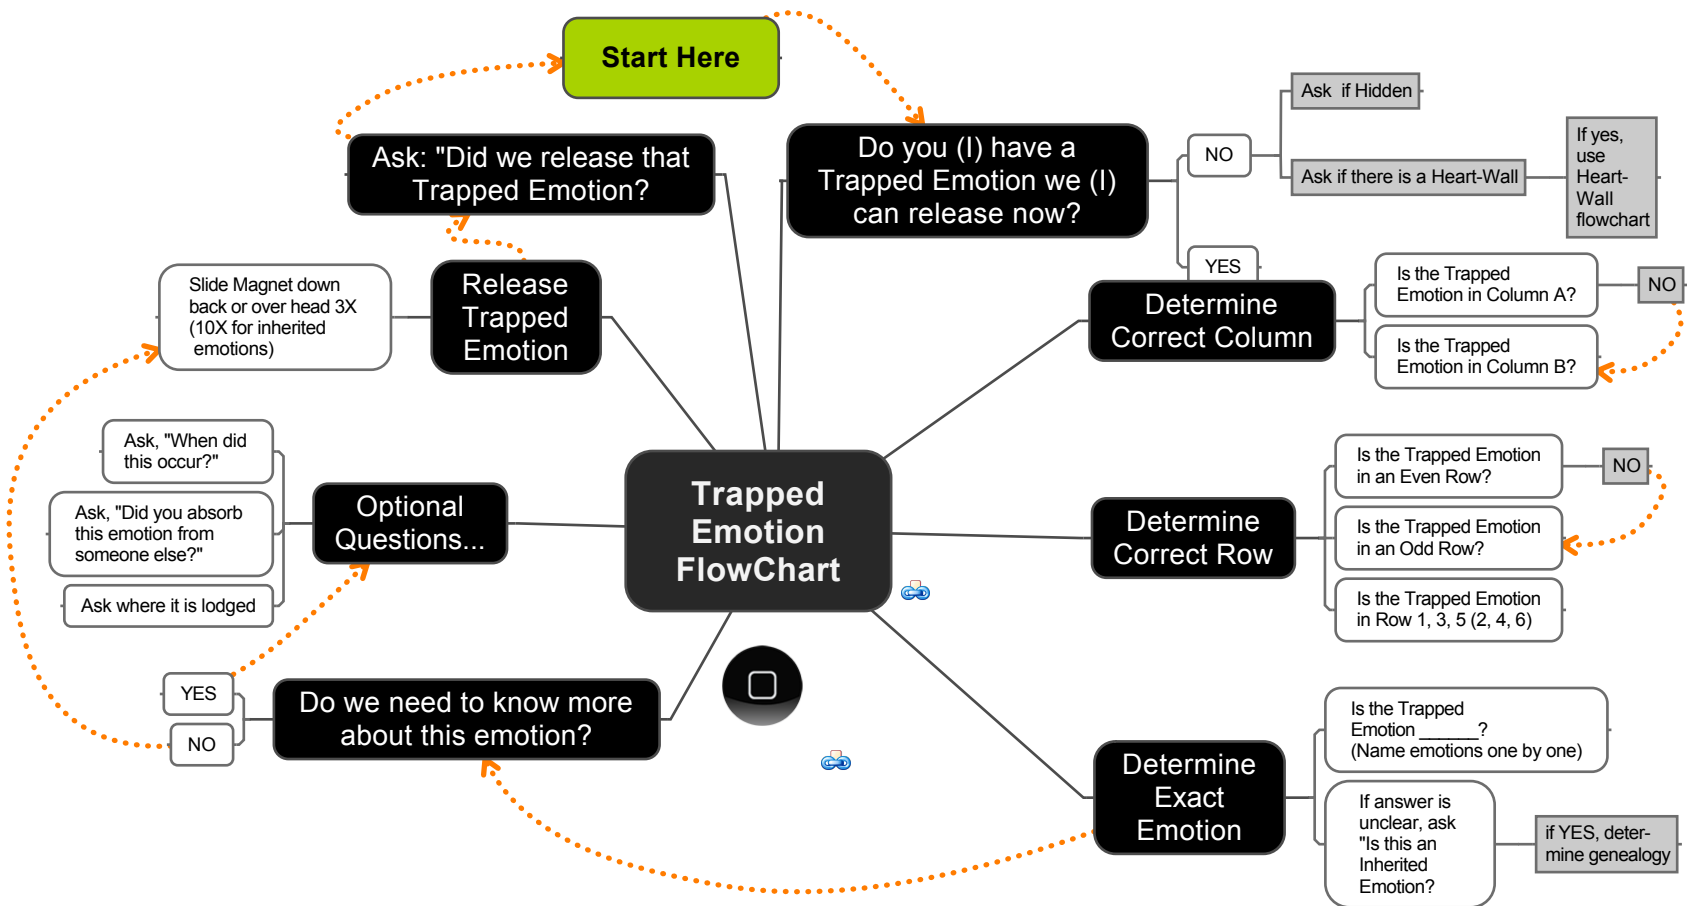 Start Here
Do you (I) have a
Trapped Emotion we (I)
can release now?
NO
Ask  if Hidden
Ask if there is a Heart-Wall
If yes,
use
Heart-
Wall
flowchart
YES
Determine
Correct Column
Is the Trapped
Emotion in Column A?
NO
Is the Trapped
Emotion in Column B?
Determine
Correct Row
Is the Trapped Emotion
in an Even Row?
NO
Is the Trapped Emotion
in an Odd Row?
Is the Trapped Emotion
in Row 1, 3, 5 (2, 4, 6)
Determine
Exact
Emotion
Is the Trapped
Emotion ______?
(Name emotions one by one)
If answer is
unclear, ask
"Is this an
Inherited
Emotion?
if YES, deter-
mine genealogy
Do we need to know more
about this emotion?
YES
NO
Optional
Questions...
Ask, "When did
this occur?"
Ask, "Did you absorb
this emotion from
someone else?"
Ask where it is lodged
Release
Trapped
Emotion
Slide Magnet down
back or over head 3X
(10X for inherited
emotions)
Ask: "Did we release that
Trapped Emotion?
Trapped
Emotion
FlowChart